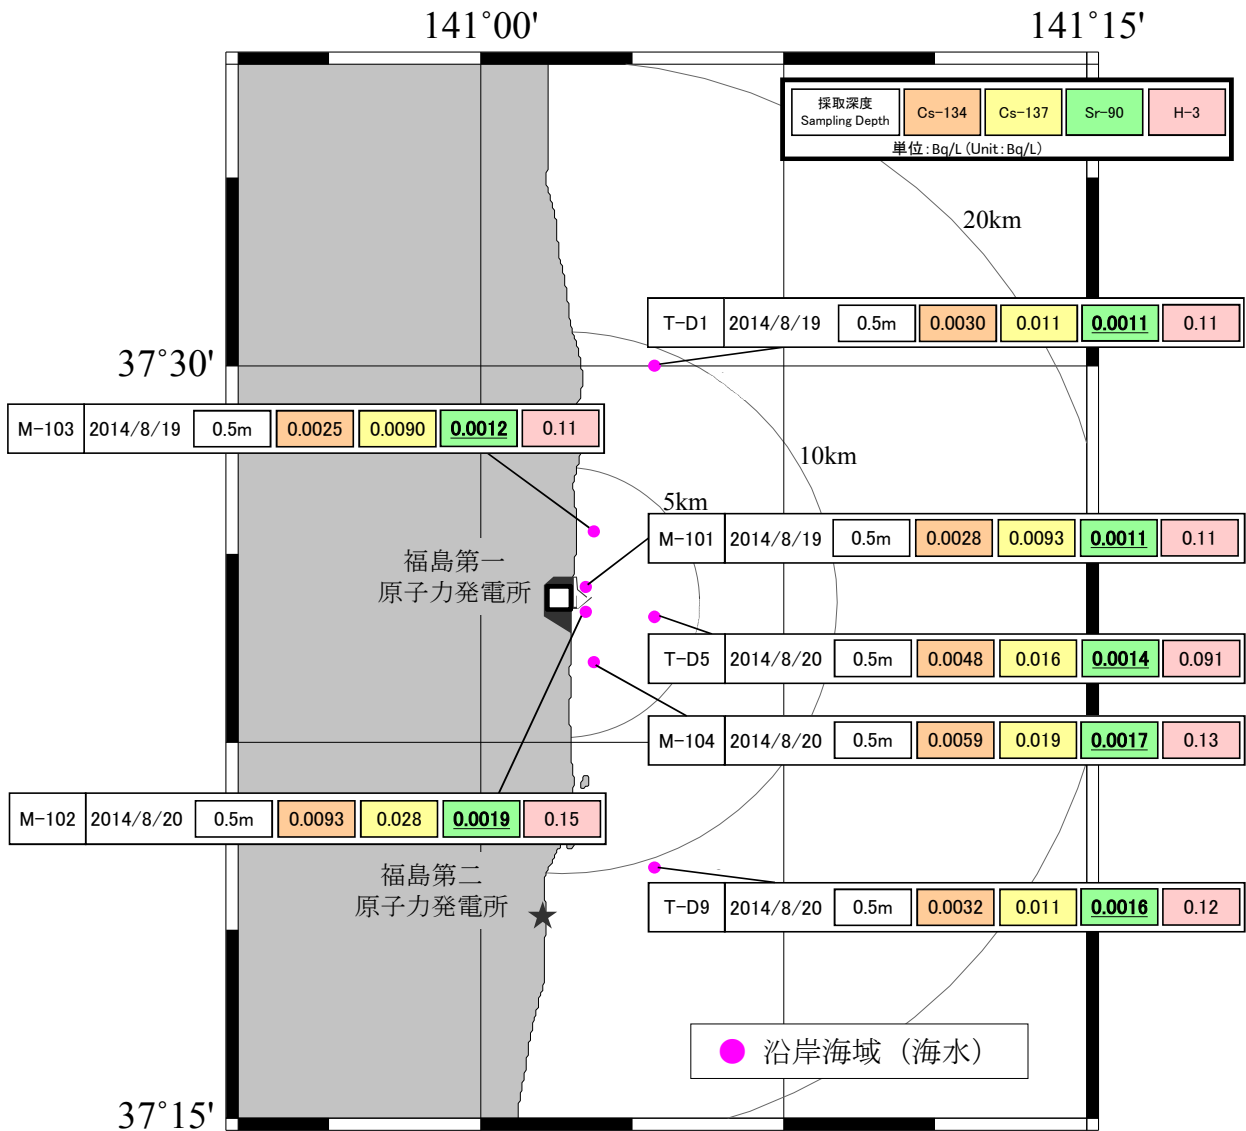 141°00'
141°15'
採取深度
Sampling Depth
Cs-134
Cs-137
Sr-90
H-3
単位:Bq/L (Unit:Bq/L)
20km
T-D1 2014/8/19 0.5m 0.0030 0.011 0.0011 0.11
37°30'
M-103 2014/8/19 0.5m 0.0025 0.0090 0.0012 0.11
10km
5km
M-101 2014/8/19 0.5m 0.0028 0.0093 0.0011 0.11
福島第一
原子力発電所
T-D5 2014/8/20 0.5m 0.0048 0.016 0.0014 0.091
M-104 2014/8/20 0.5m 0.0059 0.019 0.0017 0.13
M-102 2014/8/20 0.5m 0.0093 0.028 0.0019 0.15
福島第二
原子力発電所
T-D9 2014/8/20 0.5m 0.0032 0.011 0.0016 0.12
沿岸海域（海水）
37°15'